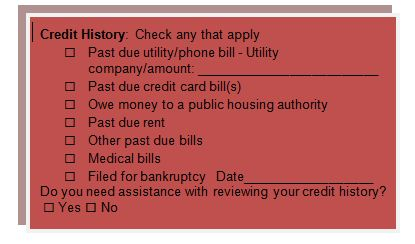 Credit History: Check any that apply
☐ Past due utility/phone bill - Utility
company/amount: _________________________
☐ Past due credit card bill(s)
☐ Owe money to a public housing authority
☐ Past due rent
☐ Other past due bills
☐ Medical bills
☐ Filed for bankruptcy Date__________________
Do you need assistance with reviewing your credit history?
☐ Yes ☐ No